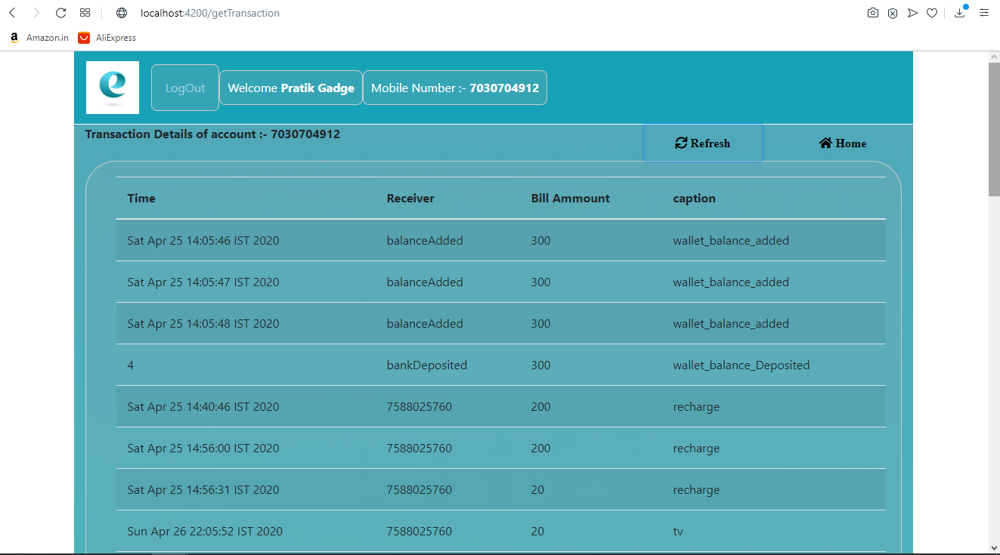 localhost:4200/getTransaction
Amazon.in AliExpress
LogOut Welcome Pratik Gadge Mobile Number :- 7030704912
Transaction Details of account :- 7030704912 Refresh Home
Time Receiver Bill Ammount caption
Sat Apr 25 14:05:46 IST 2020 balanceAdded 300 wallet_balance_added
Sat Apr 25 14:05:47 IST 2020 balanceAdded 300 wallet_balance_added
Sat Apr 25 14:05:48 IST 2020 balanceAdded 300 wallet_balance_added
4 bankDeposited 300 wallet_balance_Deposited
Sat Apr 25 14:40:46 IST 2020 7588025760 200 recharge
Sat Apr 25 14:56:00 IST 2020 7588025760 200 recharge
Sat Apr 25 14:56:31 IST 2020 7588025760 20 recharge
Sun Apr 26 22:05:52 IST 2020 7588025760 20 tv